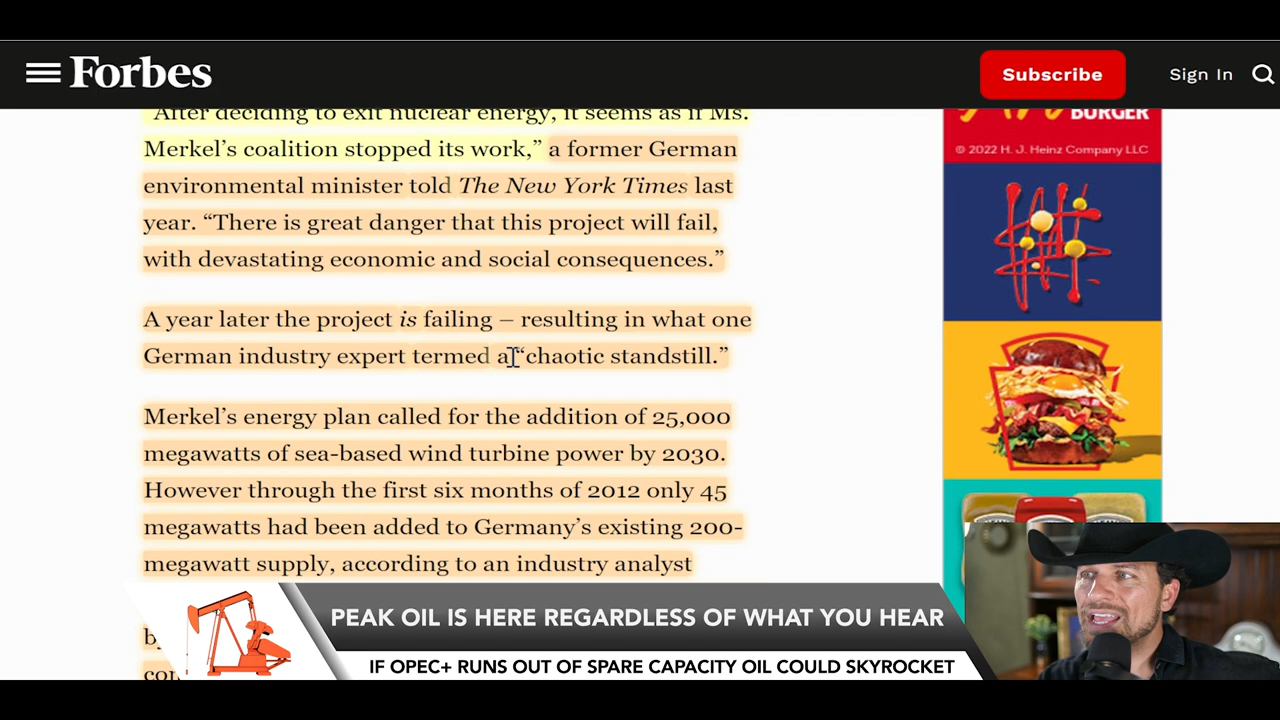 Forbes
Subscribe
Sign In
"After deciding to exit nuclear energy, it seems as if Ms.
Merkel's coalition stopped its work," a former German
environmental minister told The New York Times last
year. "There is great danger that this project will fail,
with devastating economic and social consequences."
A year later the project is failing – resulting in what one
German industry expert termed a "chaotic standstill."
Merkel's energy plan called for the addition of 25,000
megawatts of sea-based wind turbine power by 2030.
However through the first six months of 2012 only 45
megawatts had been added to Germany's existing 200-
megawatt supply, according to an industry analyst
BURGER
© 2022 H. J. Heinz Company LLC
PEAK OIL IS HERE REGARDLESS OF WHAT YOU HEAR
IF OPEC+ RUNS OUT OF SPARE CAPACITY OIL COULD SKYROCKET